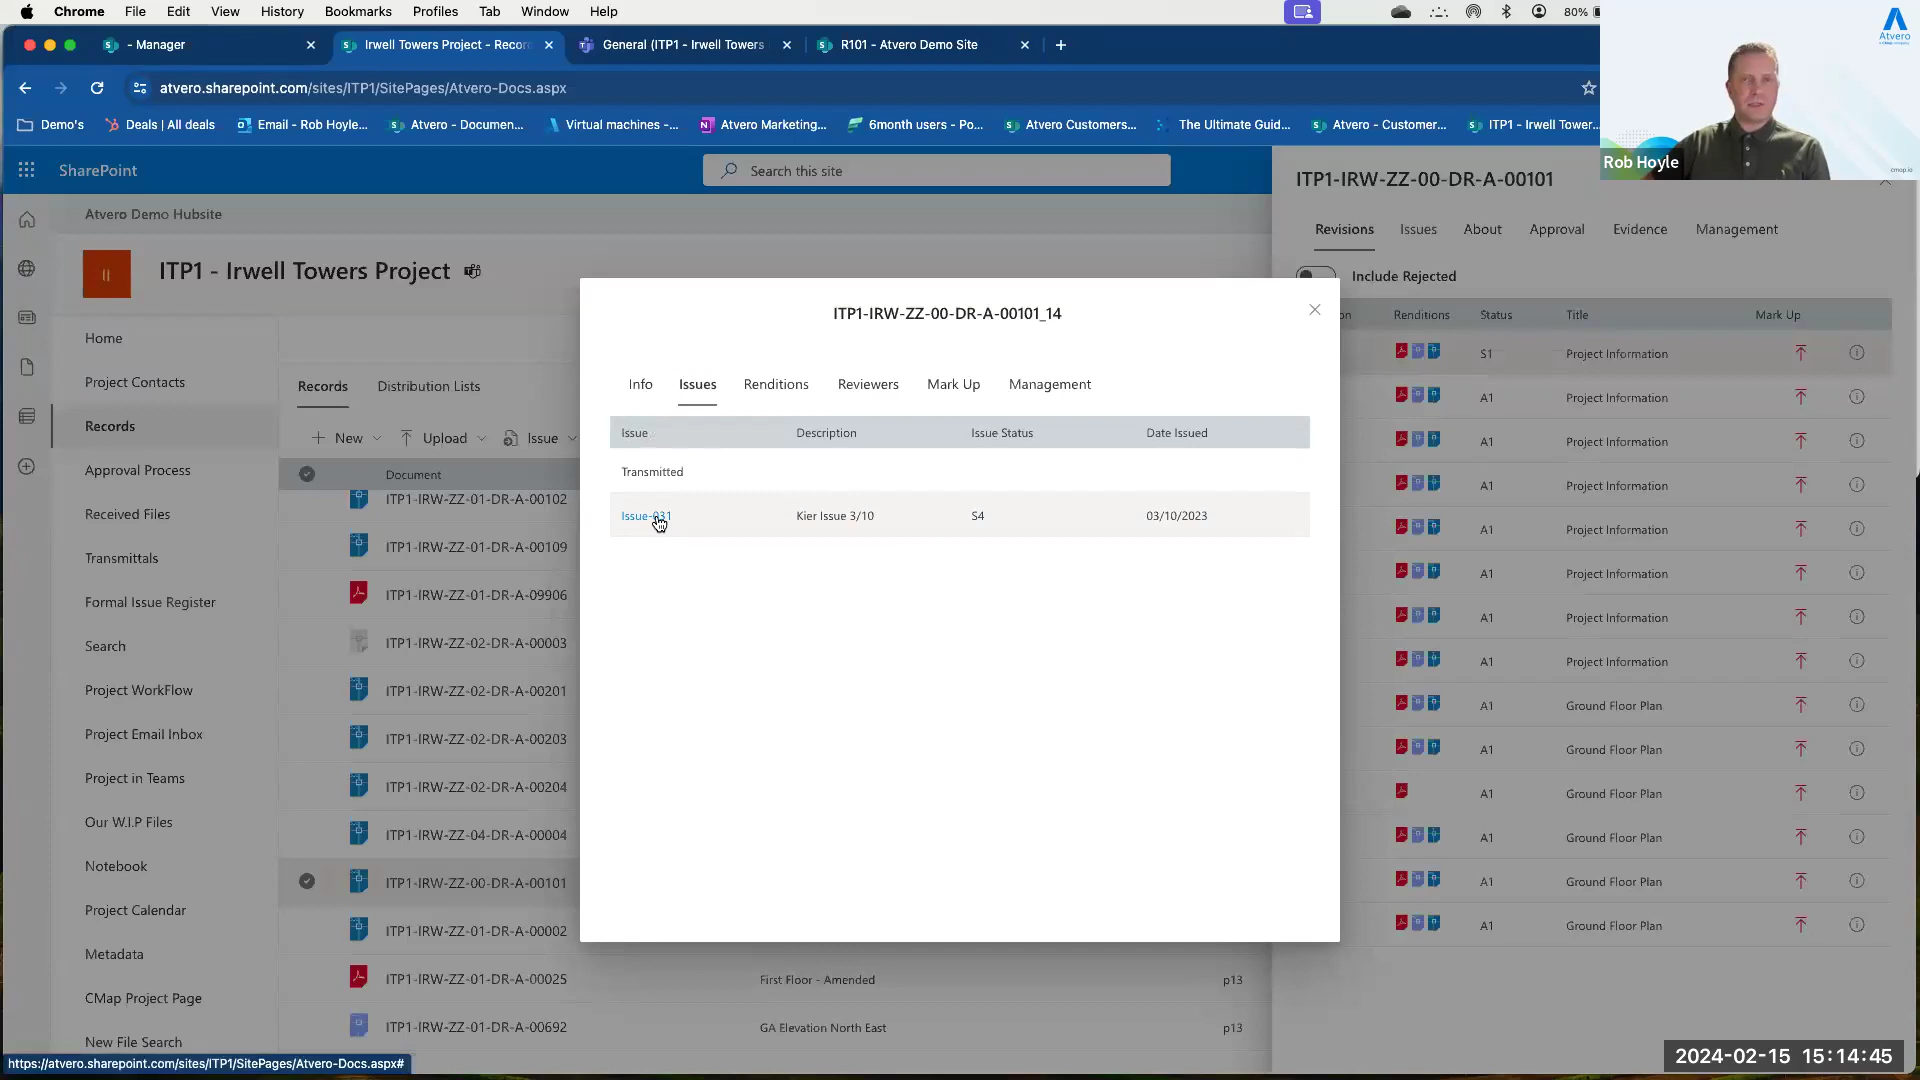 Chrome File Edit View History Bookmarks Profiles Tab Window Help 80%
- Manager
Irwell Towers Project - Recor
General (ITP1 - Irwell Towers
R101 - Atvero Demo Site
atvero.sharepoint.com/sites/ITP1/SitePages/Atvero-Docs.aspx
Demo's Deals | All deals Email - Rob Hoyle... Atvero - Documen... Virtual machines -... Atvero Marketing... 6month users - Po... Atvero Customers... The Ultimate Guid... Atvero - Customer... ITP1 - Irwell Tower...
Atvero
Rob Hoyle
SharePoint
Search this site
Atvero Demo Hubsite
ITP1 - Irwell Towers Project
Home
Project Contacts
Records
Approval Process
Received Files
Transmittals
Formal Issue Register
Search
Project WorkFlow
Project Email Inbox
Project in Teams
Our W.I.P Files
Notebook
Project Calendar
Metadata
CMap Project Page
New File Search
Records Distribution Lists
New Upload Issue
Document
ITP1-IRW-ZZ-01-DR-A-00102
ITP1-IRW-ZZ-01-DR-A-00109
ITP1-IRW-ZZ-01-DR-A-09906
ITP1-IRW-ZZ-02-DR-A-00003
ITP1-IRW-ZZ-02-DR-A-00201
ITP1-IRW-ZZ-02-DR-A-00203
ITP1-IRW-ZZ-02-DR-A-00204
ITP1-IRW-ZZ-04-DR-A-00004
ITP1-IRW-ZZ-00-DR-A-00101
ITP1-IRW-ZZ-01-DR-A-00002
ITP1-IRW-ZZ-01-DR-A-00025 First Floor - Amended p13
ITP1-IRW-ZZ-01-DR-A-00692 GA Elevation North East p13
ITP1-IRW-ZZ-00-DR-A-00101_14
Info Issues Renditions Reviewers Mark Up Management
Issue Description Issue Status Date Issued
Transmitted
Issue-031 Kier Issue 3/10 S4 03/10/2023
ITP1-IRW-ZZ-00-DR-A-00101
Revisions Issues About Approval Evidence Management
Include Rejected
on Renditions Status Title Mark Up
S1 Project Information
A1 Project Information
A1 Project Information
A1 Project Information
A1 Project Information
A1 Project Information
A1 Project Information
A1 Project Information
A1 Ground Floor Plan
A1 Ground Floor Plan
A1 Ground Floor Plan
A1 Ground Floor Plan
A1 Ground Floor Plan
A1 Ground Floor Plan
https://atvero.sharepoint.com/sites/ITP1/SitePages/Atvero-Docs.aspx#
2024-02-15 15:14:45